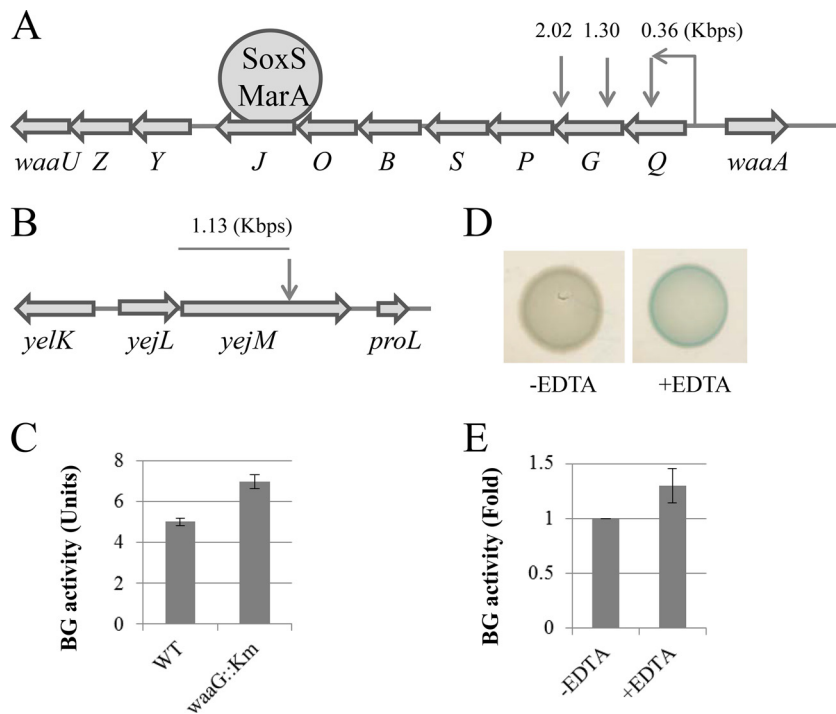 A
SoxS
MarA
2.02 1.30 0.36 (Kbps)
waaU Z Y J O B S P G Q waaA
B
1.13 (Kbps)
yelK yejL yejM proL
D
-EDTA +EDTA
C
BG activity (Units)
8
6
4
2
0
WT
waaG::Km
E
BG activity (Fold)
1.5
1
0.5
0
-EDTA
+EDTA